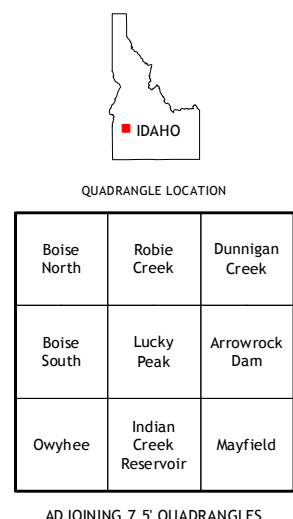 IDAHO
QUADRANGLE LOCATION
Boise
North
Robie
Creek
Dunnigan
Creek
Boise
South
Lucky
Peak
Arrowrock
Dam
Owyhee
Indian
Creek
Reservoir
Mayfield
ADJOINING 7.5' QUADRANGLES